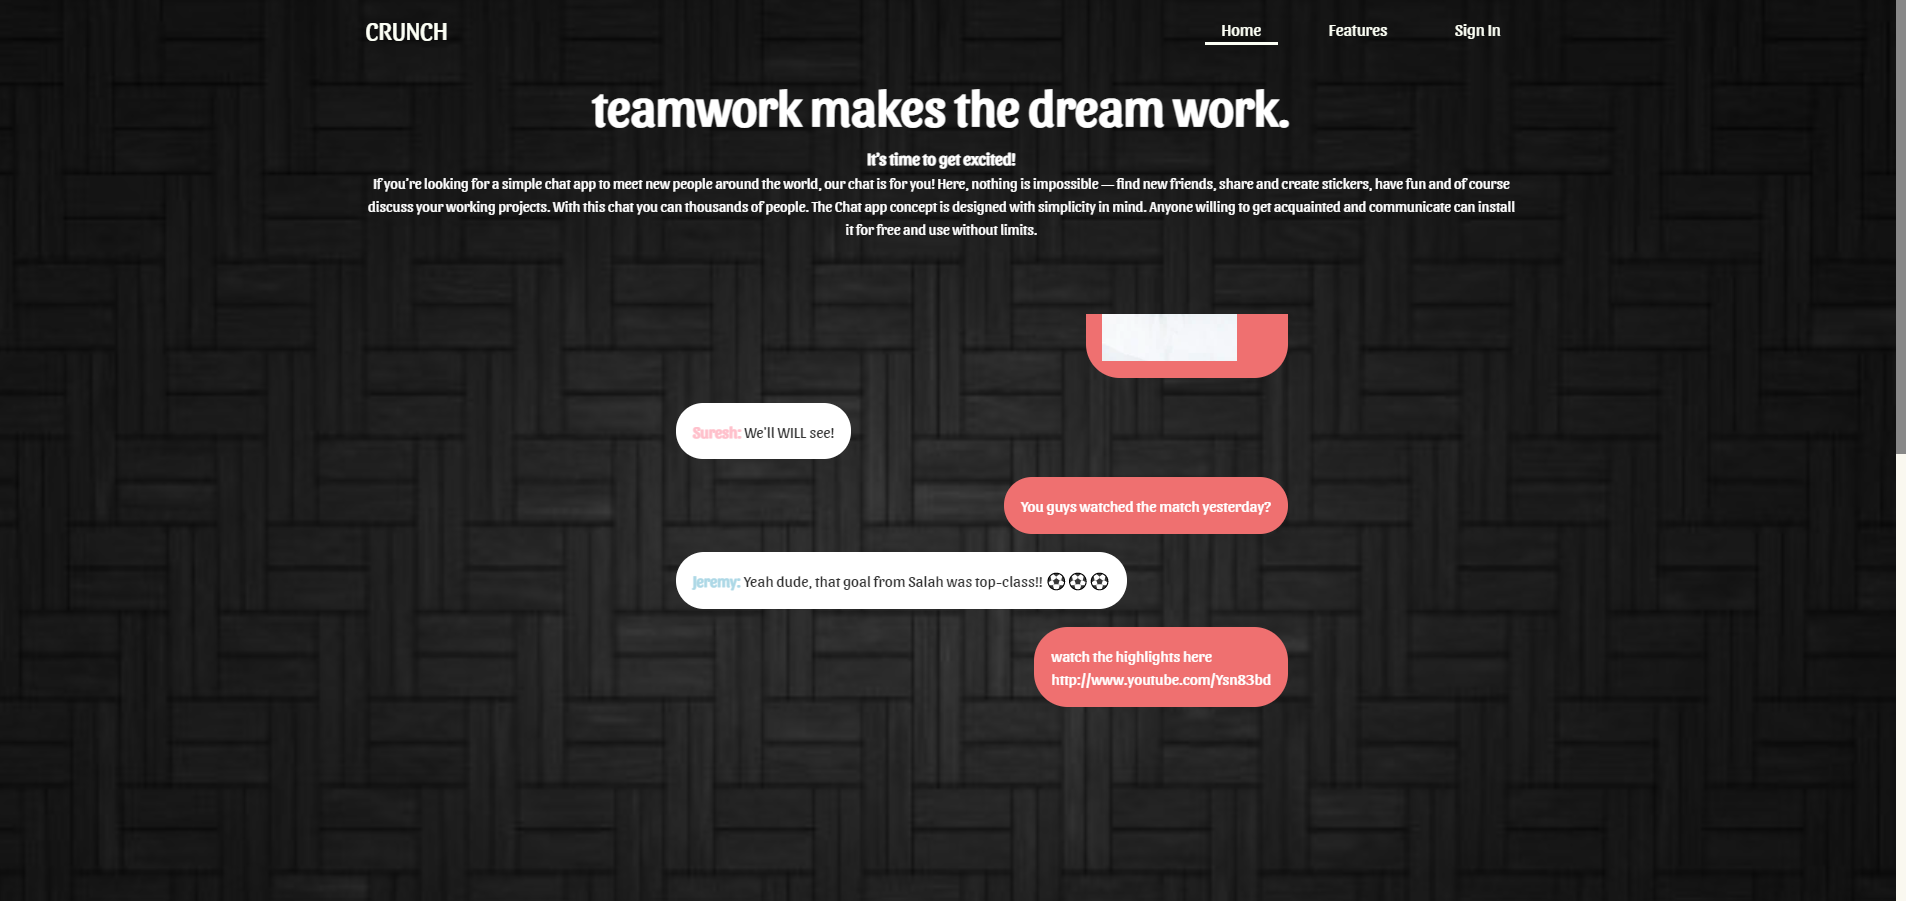 CRUNCH
Home
Features
Sign In
teamwork makes the dream work.
It's time to get excited!
If you're looking for a simple chat app to meet new people around the world, our chat is for you! Here, nothing is impossible — find new friends, share and create stickers, have fun and of course
discuss your working projects. With this chat you can thousands of people. The Chat app concept is designed with simplicity in mind. Anyone willing to get acquainted and communicate can install
it for free and use without limits.
Suresh: We'll WILL see!
You guys watched the match yesterday?
Jeremy: Yeah dude, that goal from Salah was top-class!! ⚽⚽⚽
watch the highlights here
http://www.youtube.com/Ysn83bd